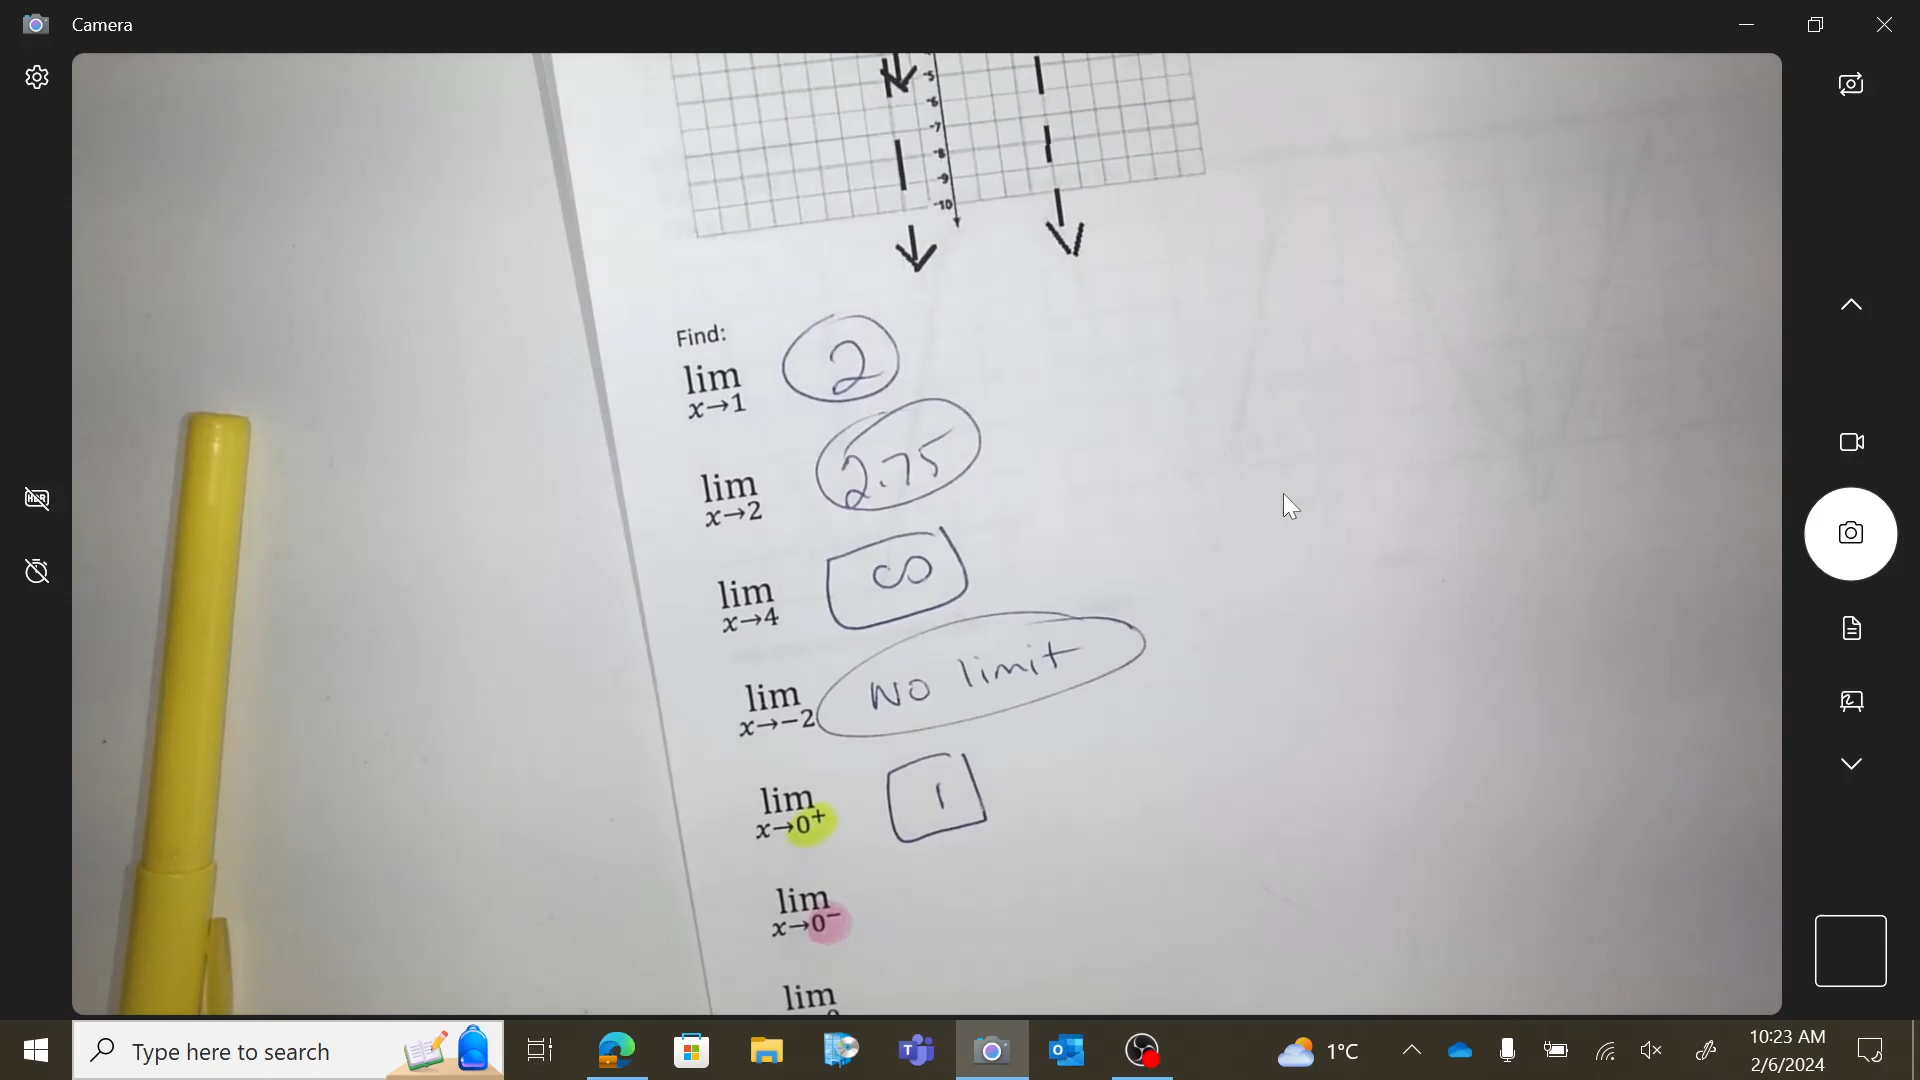 Camera
-5
-6
-7
-8
-9
-10
Find:
lim x→1 2
lim x→2 2.75
lim x→4 ∞
lim x→-2 No limit
lim x→0⁺ 1
lim x→0⁻
lim
Type here to search
1°C
10:23 AM
2/6/2024